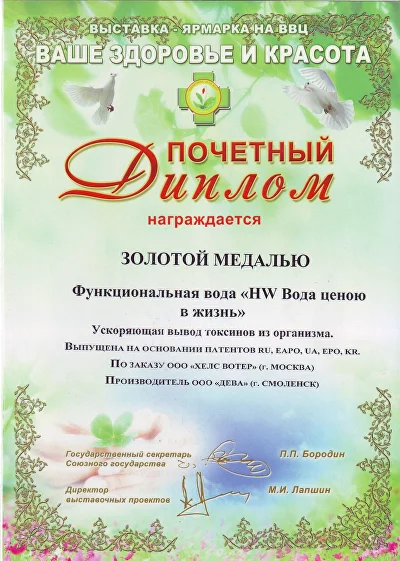 ВЫСТАВКА - ЯРМАРКА НА ВВЦ
ВАШЕ ЗДОРОВЬЕ И КРАСОТА
ПОЧЕТНЫЙ
Диплом
награждается
ЗОЛОТОЙ МЕДАЛЬЮ
Функциональная вода «HW Вода ценою
в жизнь»
Ускоряющая вывод токсинов из организма.
ВЫПУЩЕНА НА ОСНОВАНИИ ПАТЕНТОВ RU, EAPO, UA, EPO, KR.
ПО ЗАКАЗУ ООО «ХЕЛС ВОТЕР» (Г. МОСКВА)
ПРОИЗВОДИТЕЛЬ ООО «ДЕВА» (Г. СМОЛЕНСК)
Государственный секретарь П.П. Бородин
Союзного государства
Директор М.И. Лапшин
выставочных проектов